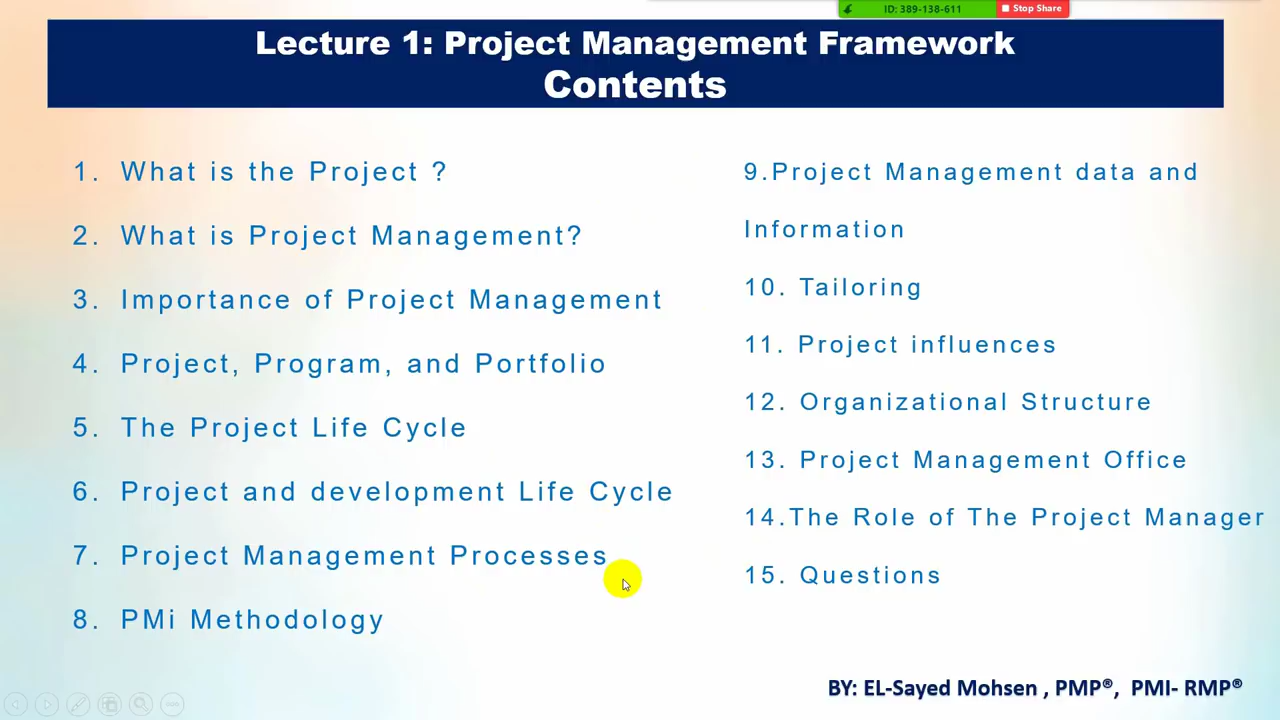 ID: 389-138-611
Stop Share
Lecture 1: Project Management Framework
Contents
1. What is the Project ?
2. What is Project Management?
3. Importance of Project Management
4. Project, Program, and Portfolio
5. The Project Life Cycle
6. Project and development Life Cycle
7. Project Management Processes
8. PMi Methodology
9.Project Management data and
Information
10. Tailoring
11. Project influences
12. Organizational Structure
13. Project Management Office
14.The Role of The Project Manager
15. Questions
BY: EL-Sayed Mohsen , PMP®, PMI- RMP®